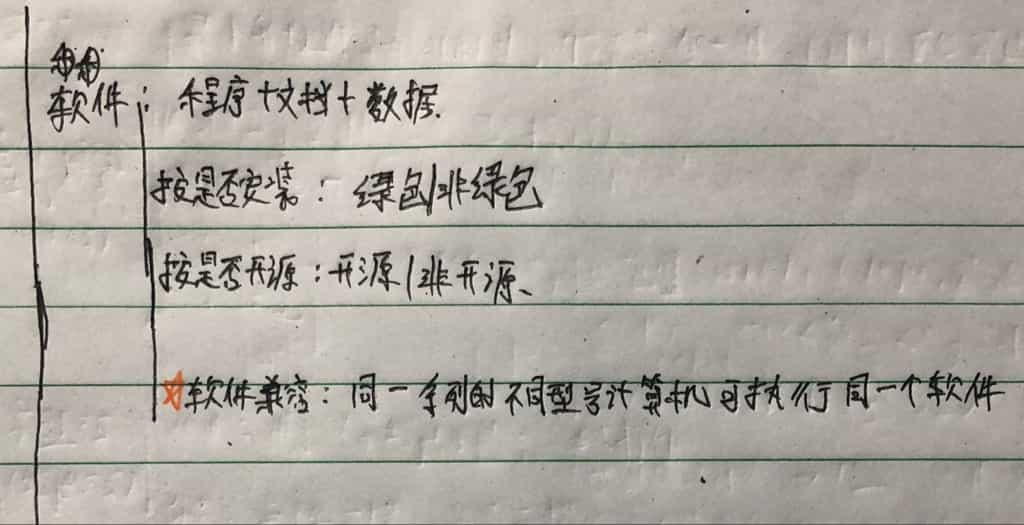 软件：程序+文档+数据.
按是否安装：绿色/非绿色
按是否开源：开源/非开源、
☆软件兼容：同一系列的不同型号计算机可执行同一个软件